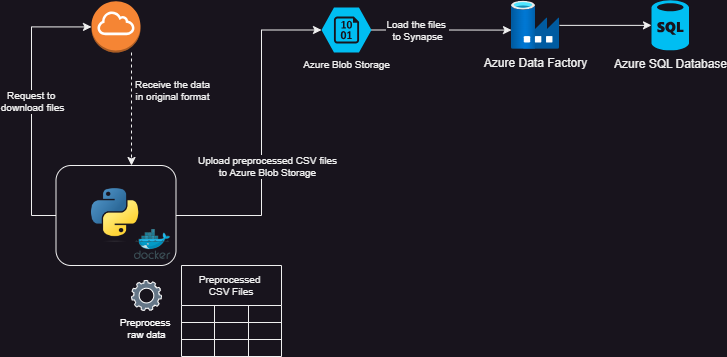 Request to
download files
Receive the data
in original format
Upload preprocessed CSV files
to Azure Blob Storage
10
01
Azure Blob Storage
Load the files
to Synapse
Azure Data Factory
SQL
Azure SQL Database
docker
Preprocess
raw data
Preprocessed
CSV Files